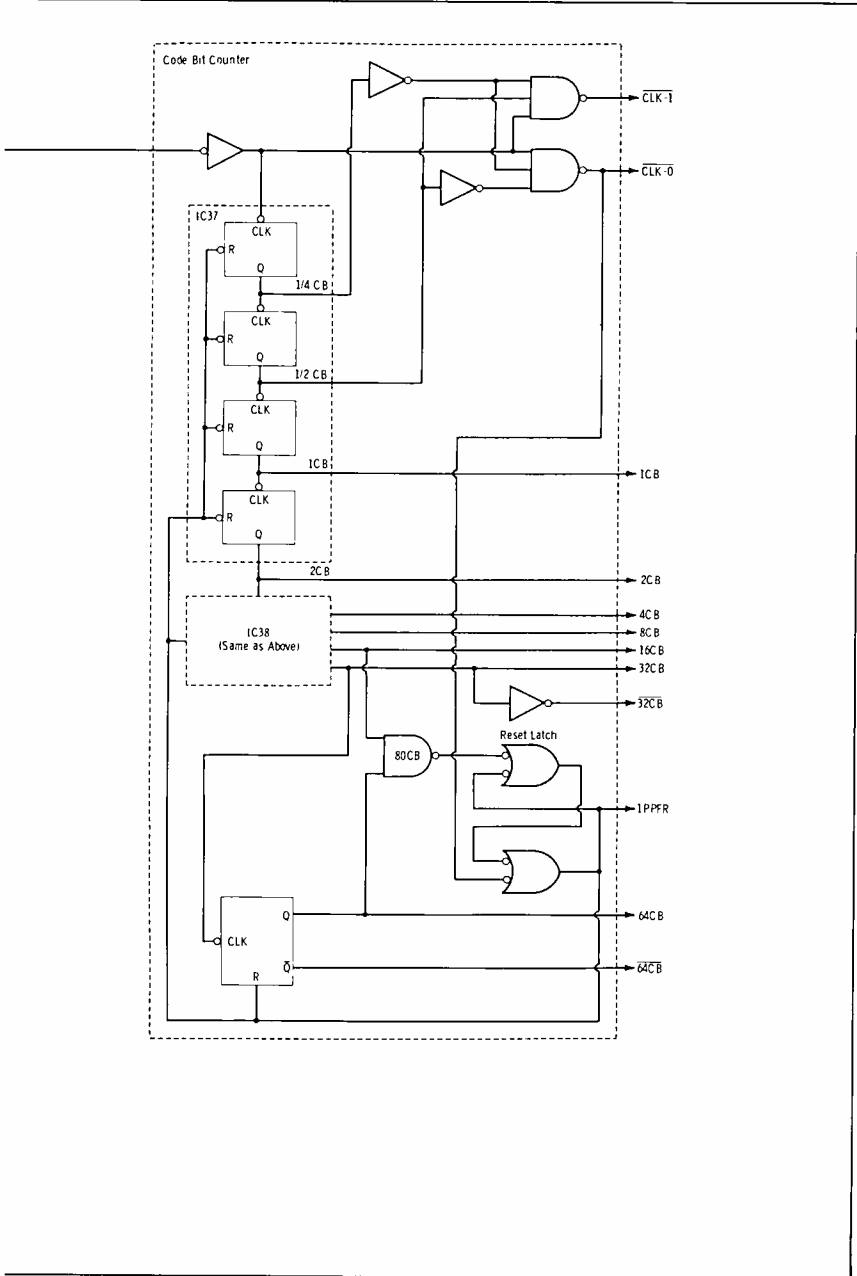 Code Bit Counter
CLK-1
CLK-0
IC37
CLK
R
Q
1/4 CB
CLK
R
Q
1/2 CB
CLK
R
Q
1CB
1CB
CLK
R
Q
2CB
2CB
IC38
(Same as Above)
4CB
8CB
16CB
32CB
32CB
Reset Latch
80CB
1PPFR
Q
64CB
CLK
Q
64CB
R